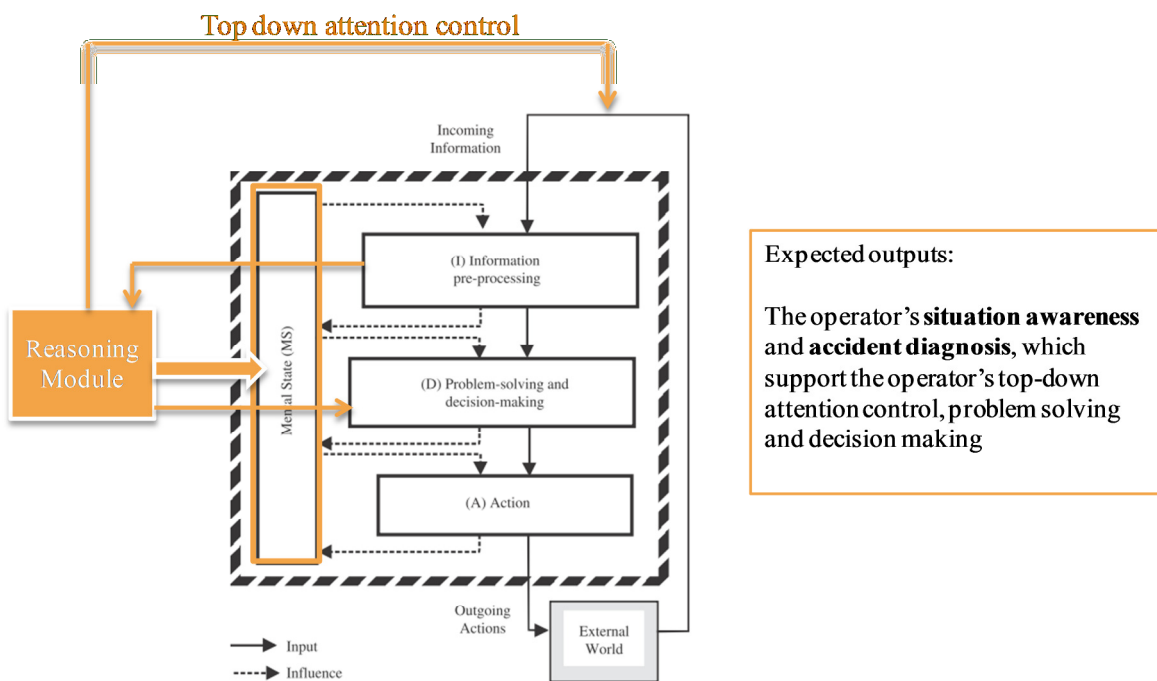 Top down attention control
Incoming
Information
(I) Information
pre-processing
Mental State (MS)
Reasoning
Module
(D) Problem-solving and
decision-making
(A) Action
Outgoing
Actions
External
World
Input
Influence
Expected outputs:
The operator's situation awareness
and accident diagnosis, which
support the operator's top-down
attention control, problem solving
and decision making